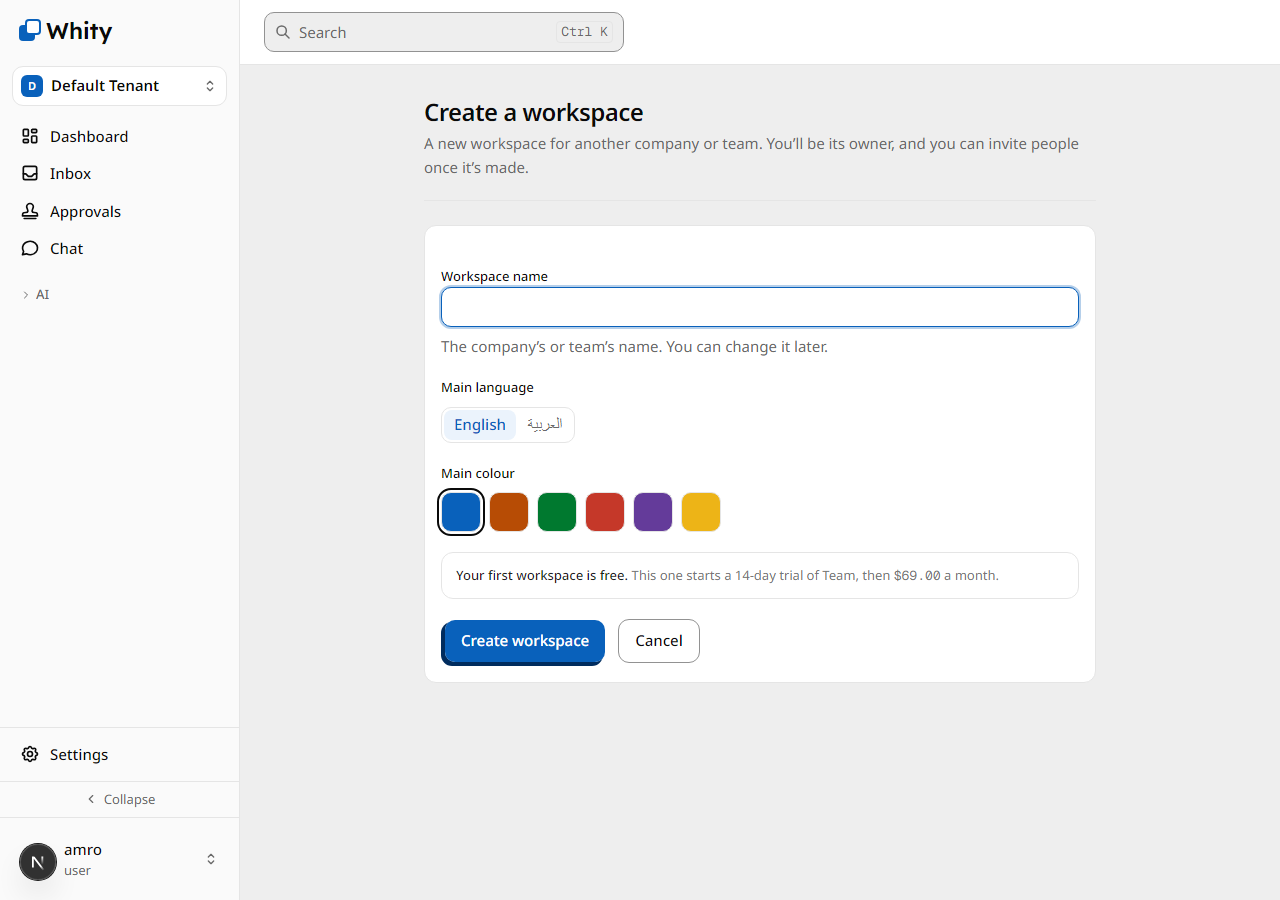 Whity
Search
Ctrl K
D
Default Tenant
Dashboard
Inbox
Approvals
Chat
AI
Create a workspace
A new workspace for another company or team. You’ll be its owner, and you can invite people
once it’s made.
Workspace name
The company’s or team’s name. You can change it later.
Main language
English
العربية
Main colour
Your first workspace is free. This one starts a 14-day trial of Team, then $69.00 a month.
Create workspace
Cancel
Settings
Collapse
N
amro
user